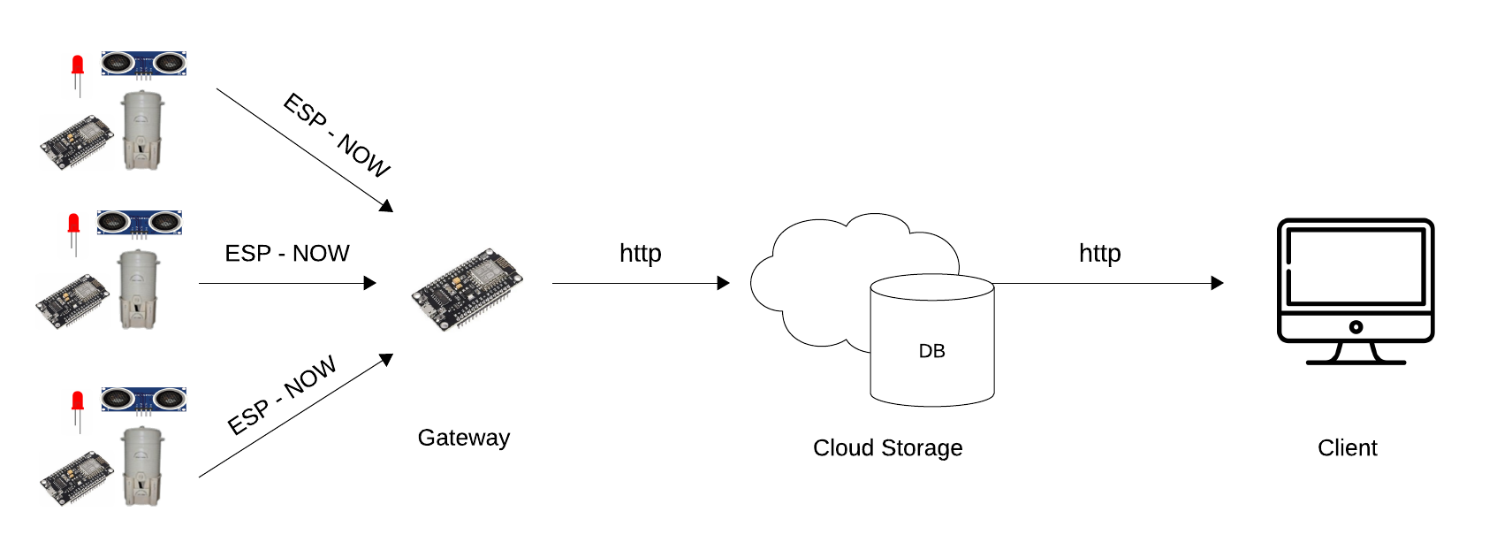 ESP - NOW
ESP - NOW
ESP - NOW
http
http
DB
Gateway
Cloud Storage
Client